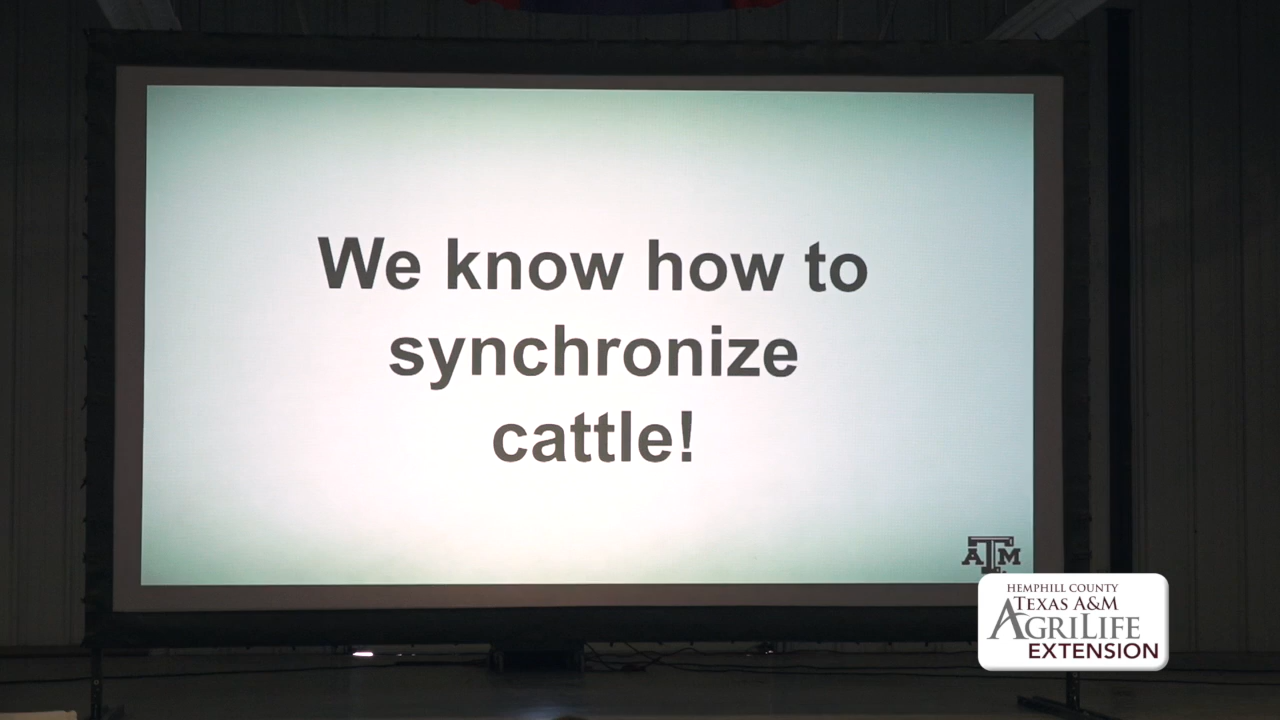 We know how to
synchronize
cattle!
ATM
HEMPHILL COUNTY
TEXAS A&M
AGRILIFE
EXTENSION